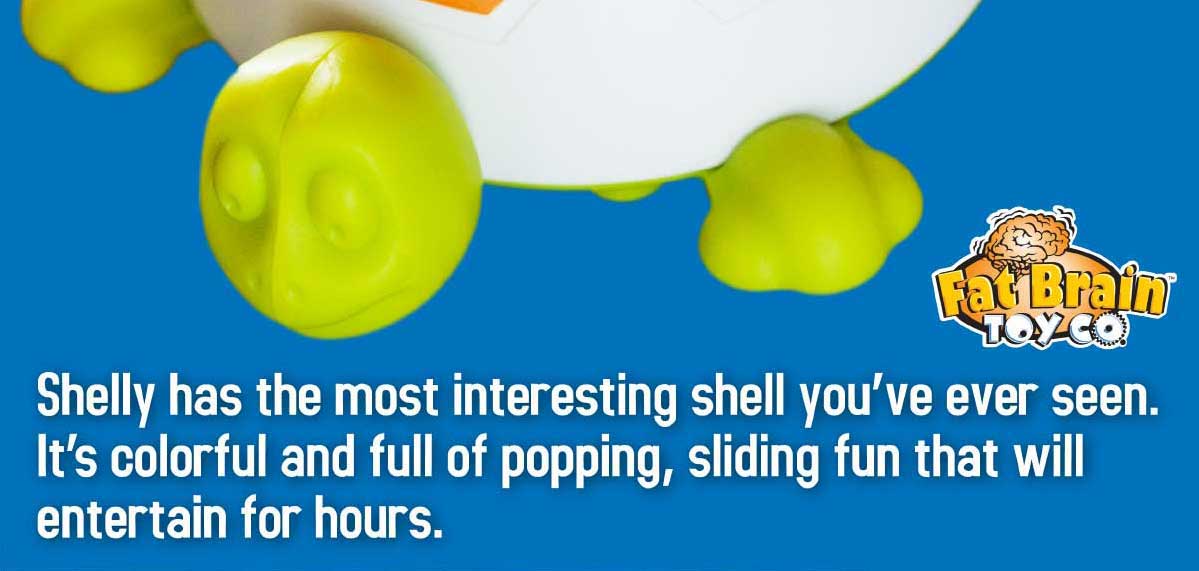 Fat Brain™
TOY CO.
Shelly has the most interesting shell you've ever seen.
It's colorful and full of popping, sliding fun that will
entertain for hours.